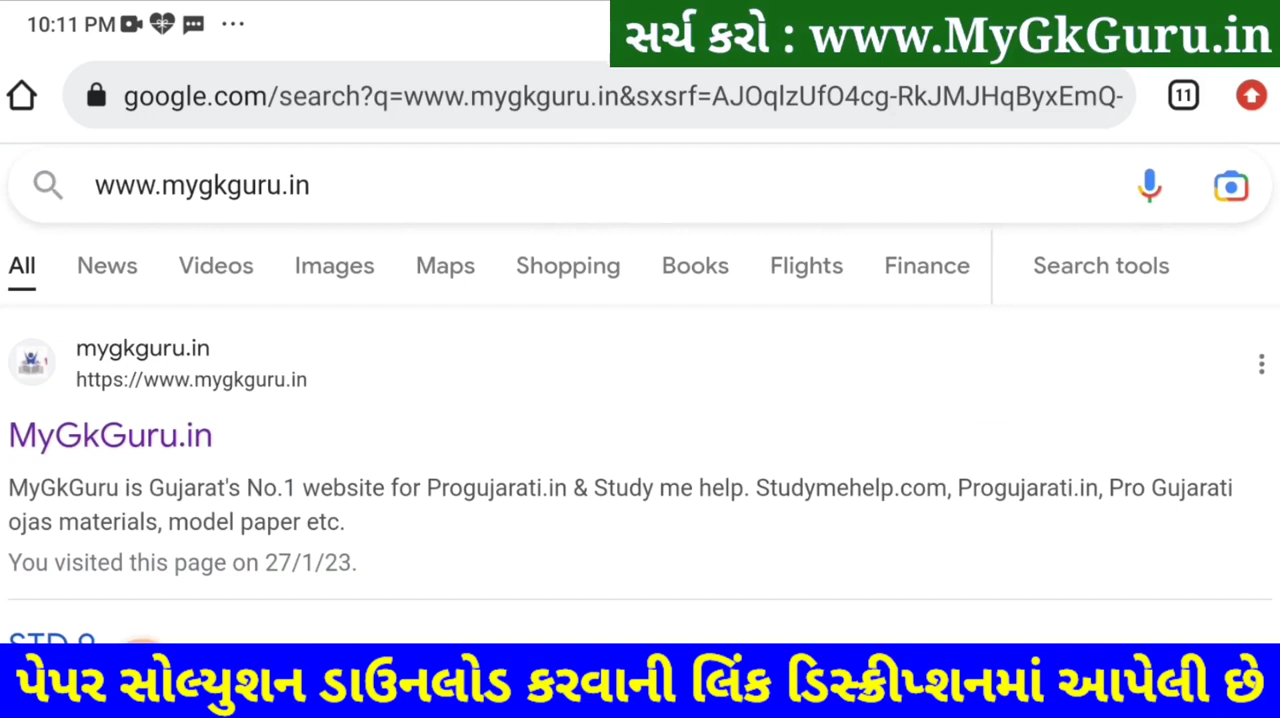 10:11 PM ...
સર્ચ કરો : www.MyGkGuru.in
google.com/search?q=www.mygkguru.in&sxsrf=AJOqlzUfO4cg-RkJMJHqByxEmQ-
11
www.mygkguru.in
All News Videos Images Maps Shopping Books Flights Finance Search tools
mygkguru.in
https://www.mygkguru.in
MyGkGuru.in
MyGkGuru is Gujarat's No.1 website for Progujarati.in & Study me help. Studymehelp.com, Progujarati.in, Pro Gujarati
ojas materials, model paper etc.
You visited this page on 27/1/23.
પેપર સોલ્યુશન ડાઉનલોડ કરવાની લિંક ડિસ્ક્રીપ્શનમાં આપેલી છે